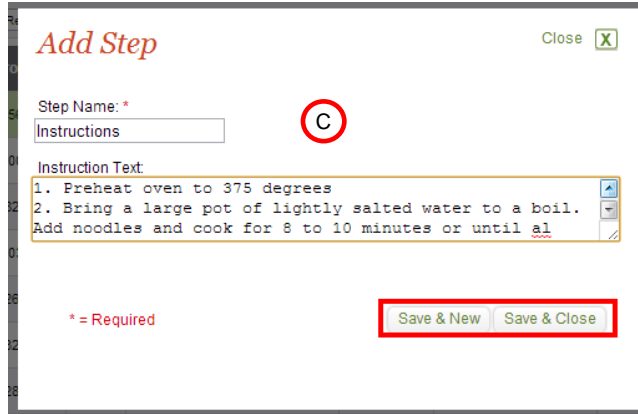 Add Step
Close X
Step Name: *
Instructions
C
Instruction Text:
1. Preheat oven to 375 degrees
2. Bring a large pot of lightly salted water to a boil.
Add noodles and cook for 8 to 10 minutes or until al
* = Required
Save & New Save & Close